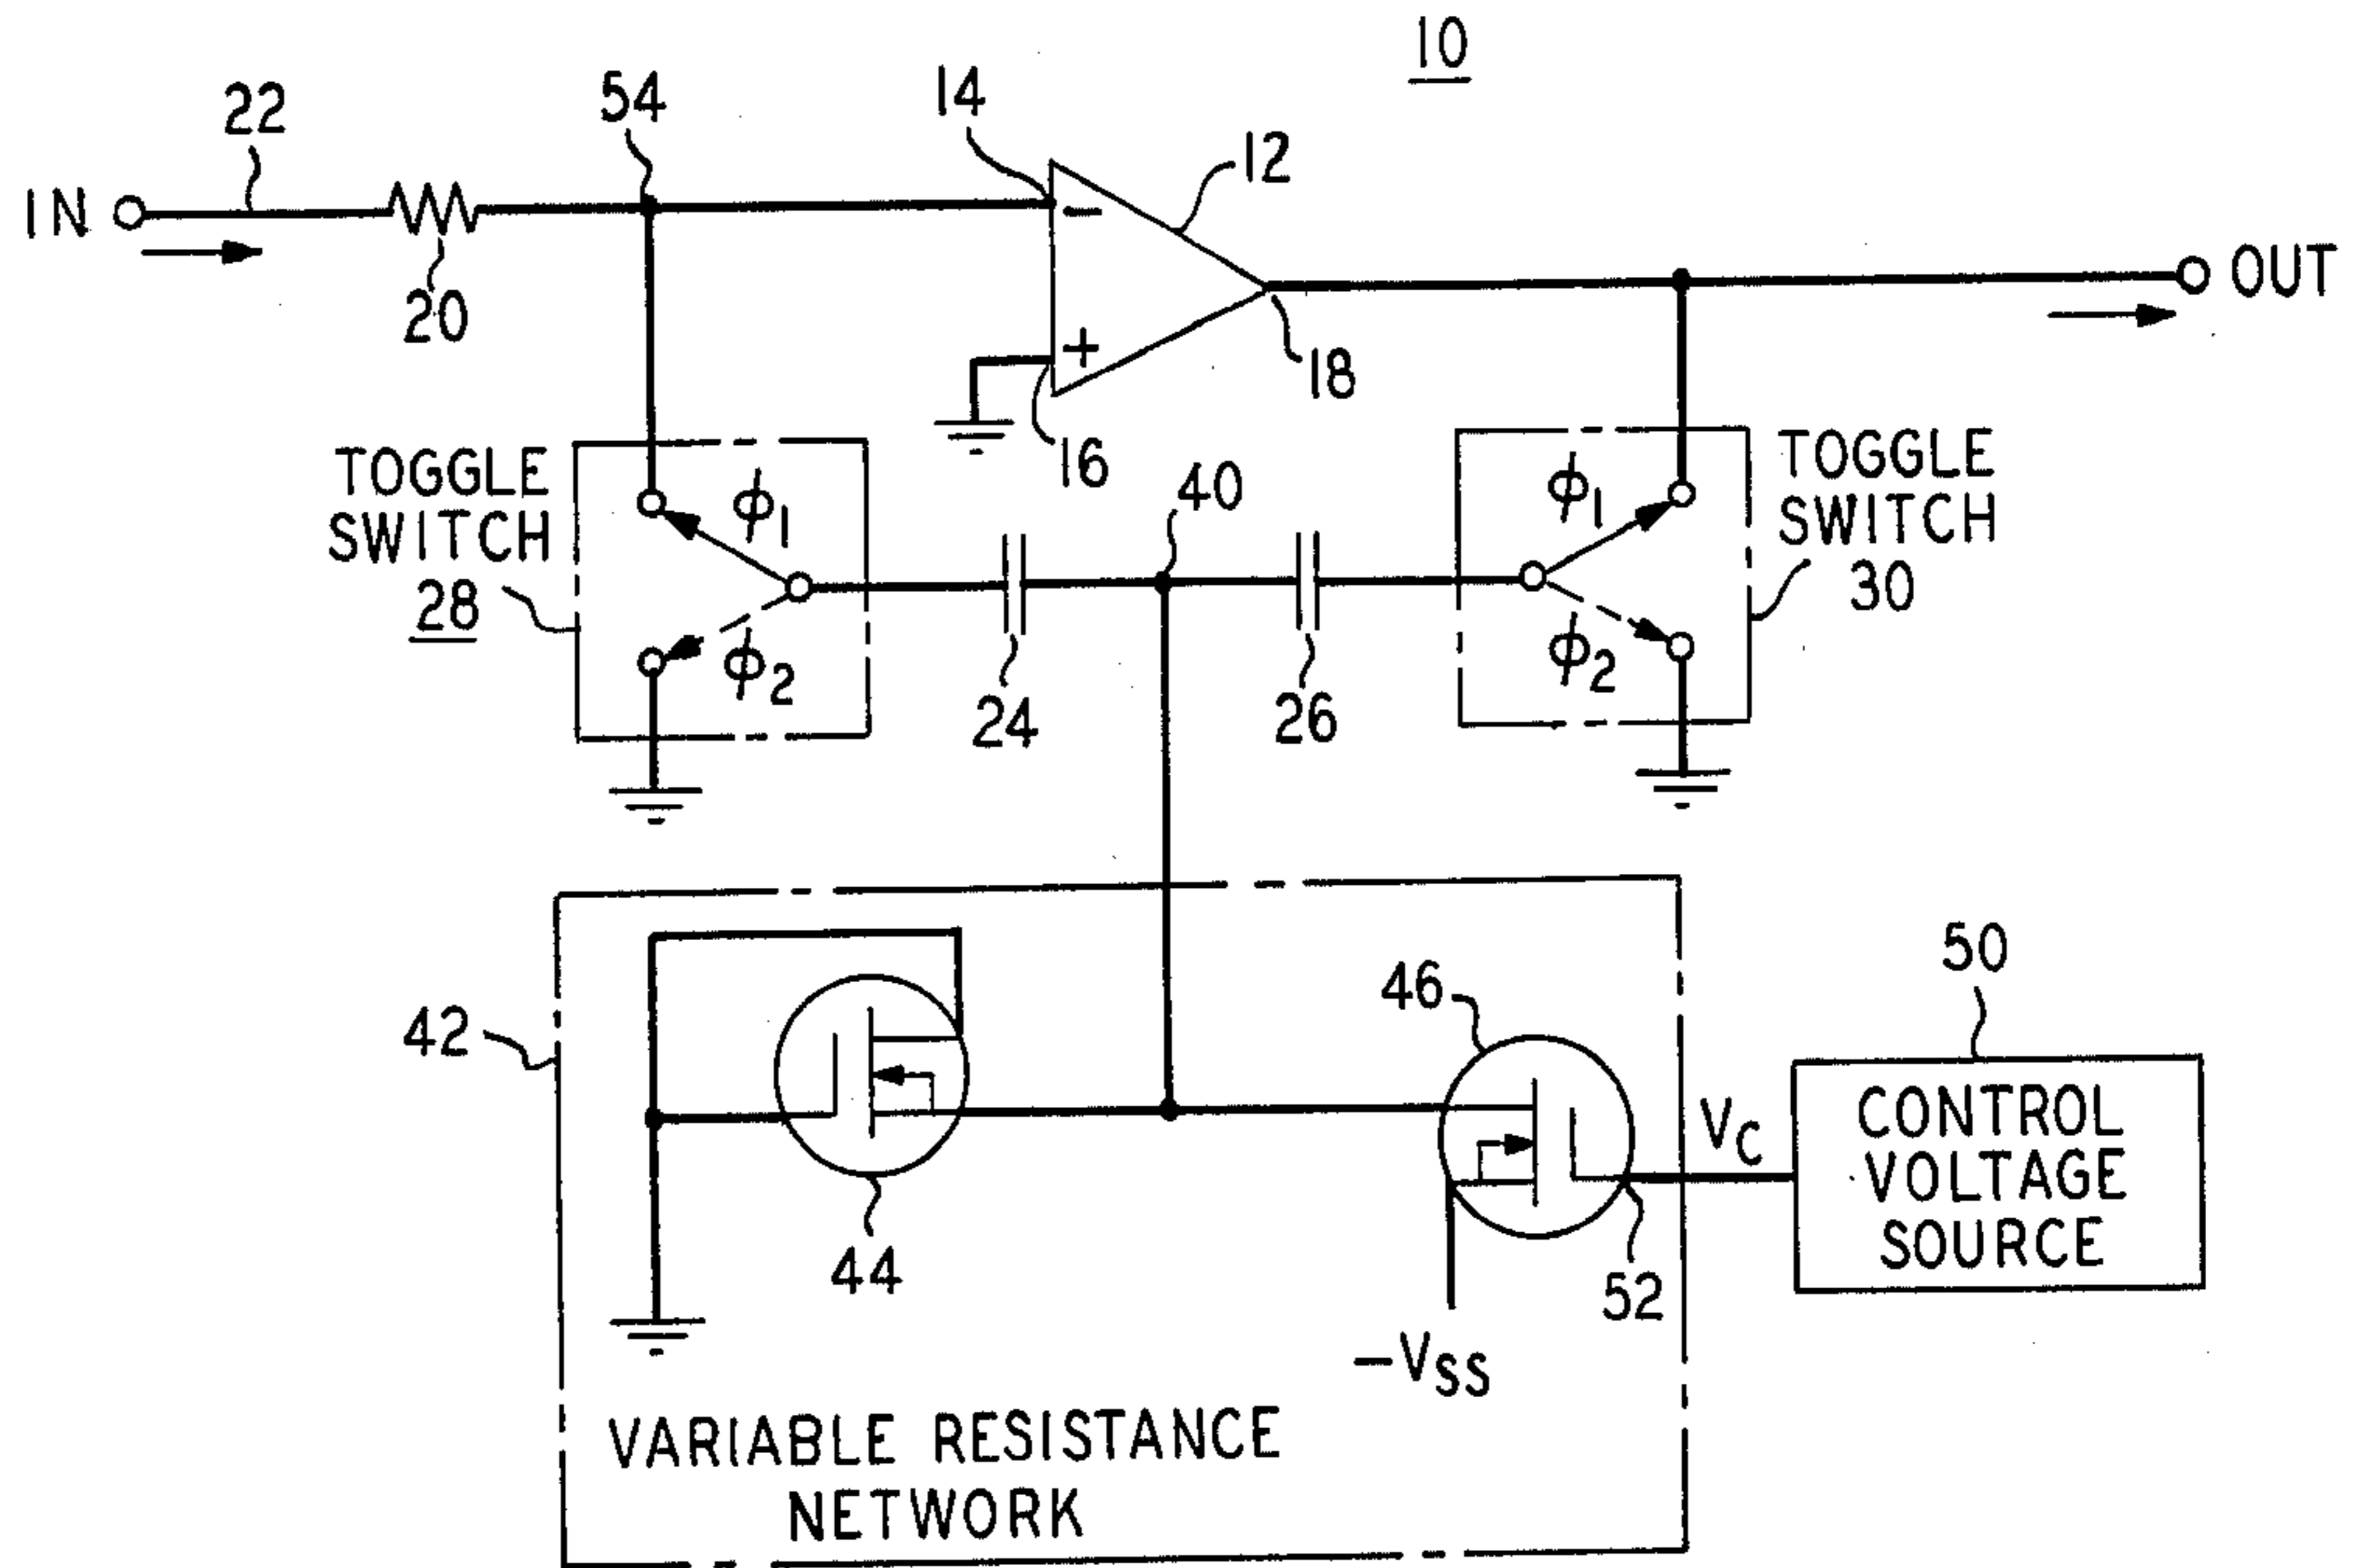 10
22
54
14
12
IN
20
OUT
18
16
TOGGLE
SWITCH
28
ϕ1
ϕ2
40
24
26
ϕ1
ϕ2
TOGGLE
SWITCH
30
42
44
46
52
VC
50
CONTROL
VOLTAGE
SOURCE
−VSS
VARIABLE RESISTANCE
NETWORK